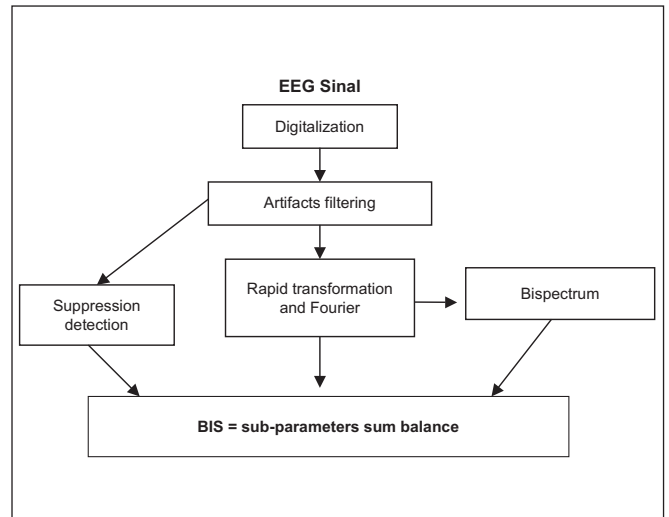 EEG Sinal
Digitalization
Artifacts filtering
Suppression
detection
Rapid transformation
and Fourier
Bispectrum
BIS = sub-parameters sum balance